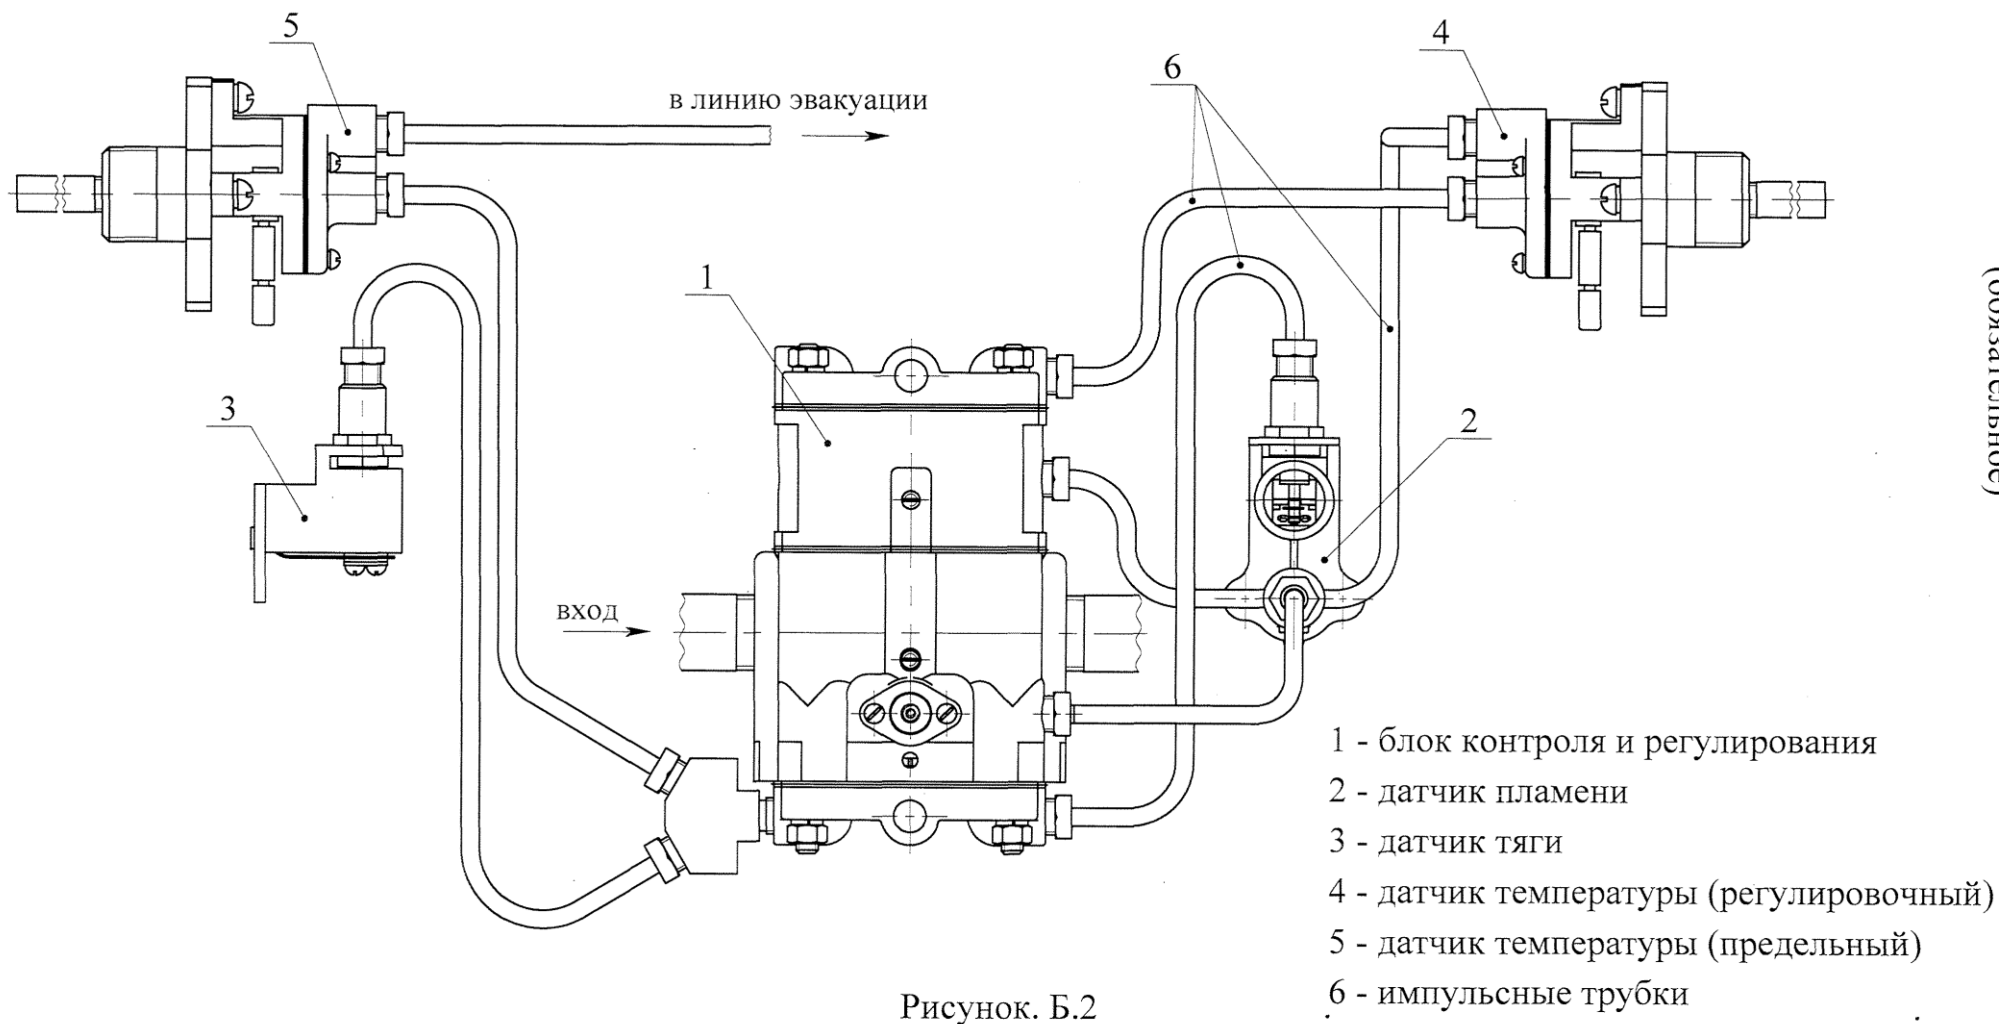 5
4
6
в линию эвакуации
1
3
2
вход
(обязательное)
1 - блок контроля и регулирования
2 - датчик пламени
3 - датчик тяги
4 - датчик температуры (регулировочный)
5 - датчик температуры (предельный)
6 - импульсные трубки
Рисунок. Б.2